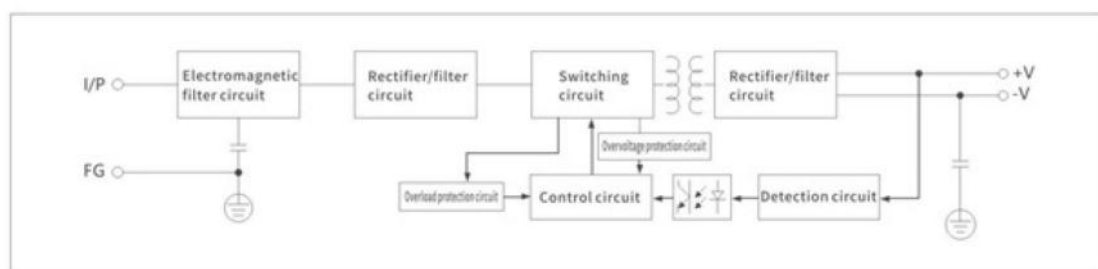 I/P
Electromagnetic
filter circuit
Rectifier/filter
circuit
Switching
circuit
Rectifier/filter
circuit
+V
-V
Overvoltage protection circuit
FG
Overload protection circuit
Control circuit
Detection circuit